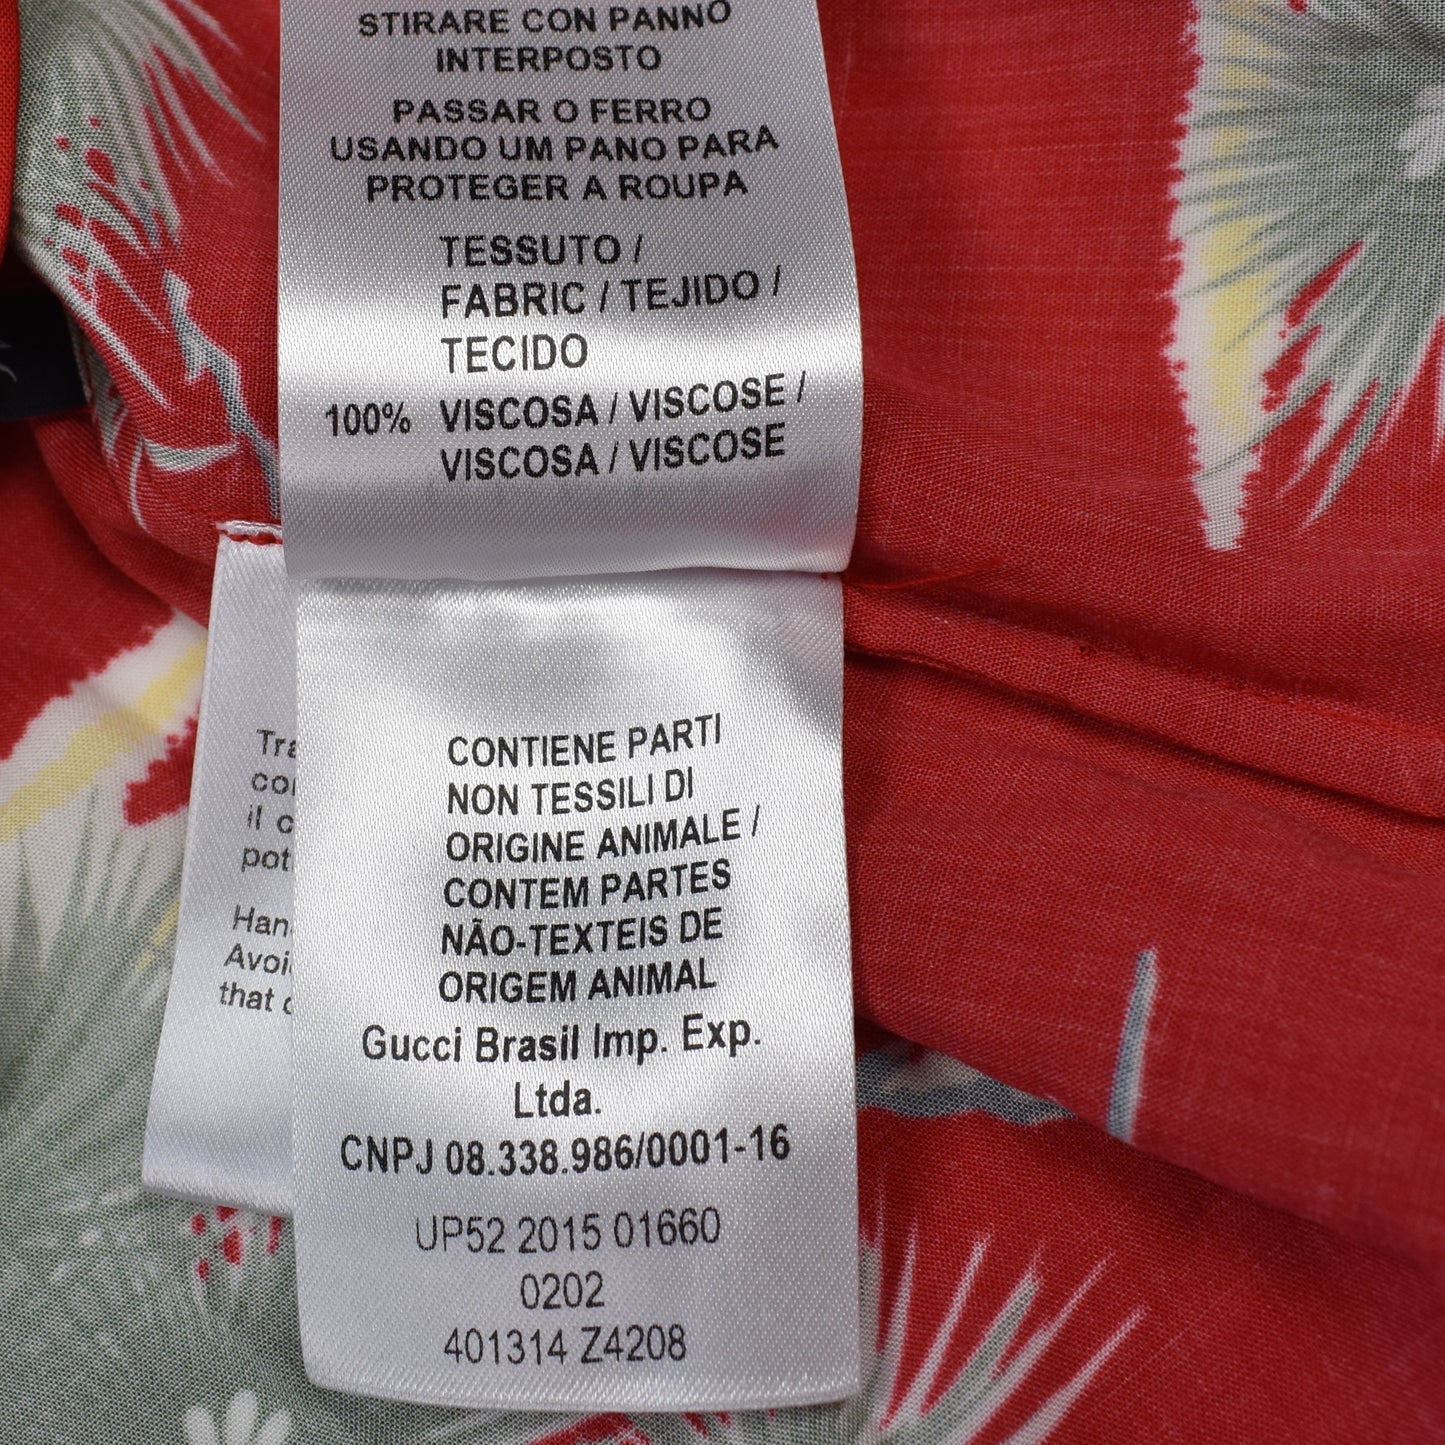 STIRARE CON PANNO
INTERPOSTO
PASSAR O FERRO
USANDO UM PANO PARA
PROTEGER A ROUPA
TESSUTO /
FABRIC / TEJIDO /
TECIDO
100% VISCOSA / VISCOSE /
VISCOSA / VISCOSE
CONTIENE PARTI
NON TESSILI DI
ORIGINE ANIMALE /
CONTEM PARTES
NÃO-TEXTEIS DE
ORIGEM ANIMAL
Gucci Brasil Imp. Exp.
Ltda.
CNPJ 08.338.986/0001-16
UP52 2015 01660
0202
401314 Z4208
il
that